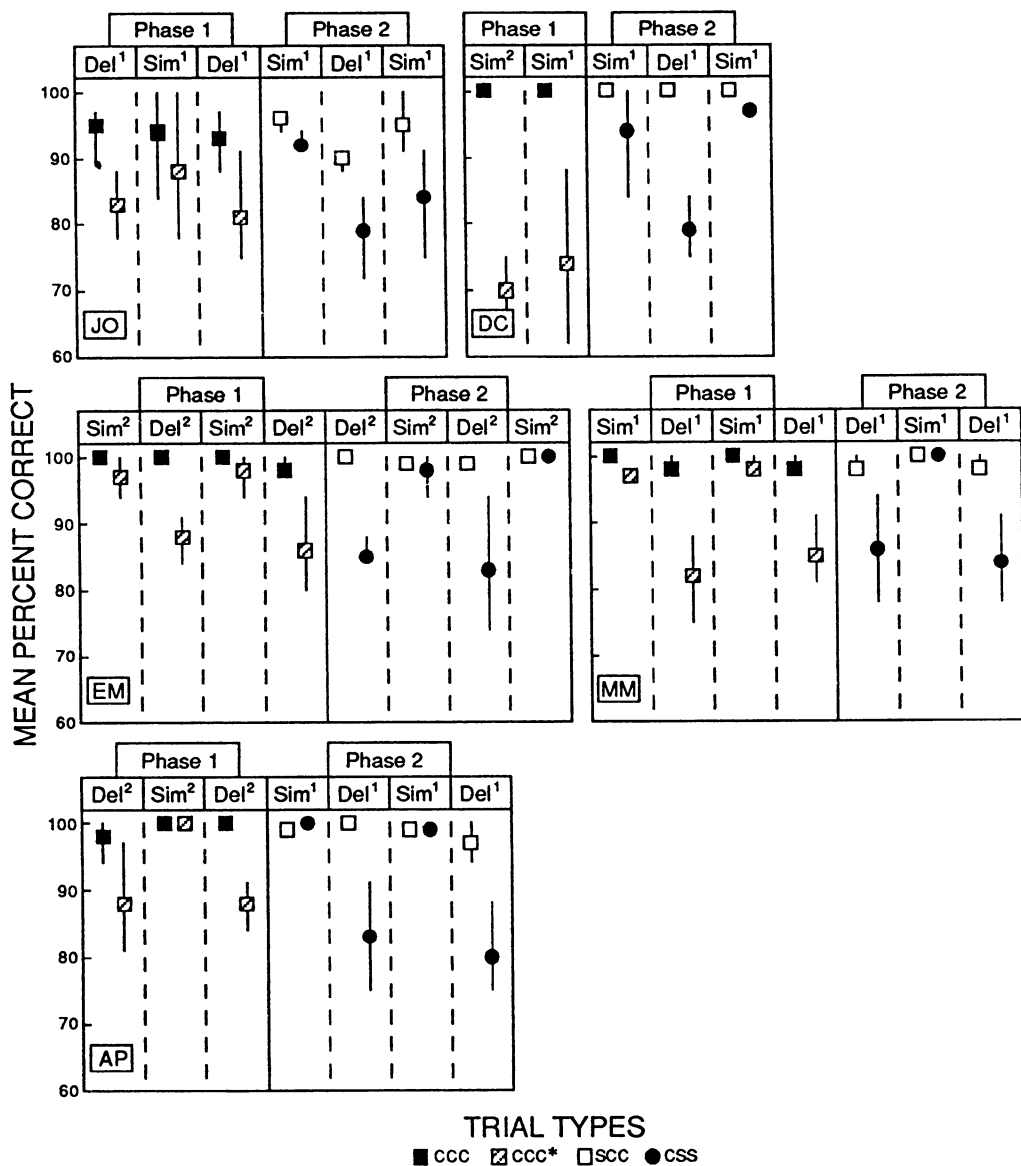 Phase 1 Phase 2 Phase 1 Phase 2
Del¹ Sim¹ Del¹ Sim¹ Del¹ Sim¹ Sim² Sim¹ Sim¹ Del¹ Sim¹
100
90
80
70
60
JO DC
Phase 1 Phase 2 Phase 1 Phase 2
Sim² Del² Sim² Del² Del² Sim² Del² Sim² Sim¹ Del¹ Sim¹ Del¹ Del¹ Sim¹ Del¹
100
90
80
70
60
EM MM
MEAN PERCENT CORRECT
Phase 1 Phase 2
Del² Sim² Del² Sim¹ Del¹ Sim¹ Del¹
100
90
80
70
60
AP
TRIAL TYPES
CCC CCC* SCC CSS